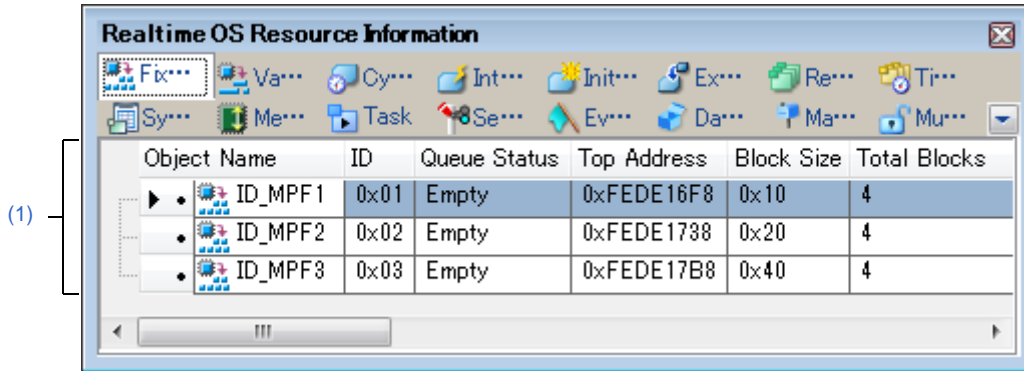 Realtime OS Resource Information
Fix··· Va··· Cy··· Int··· Init··· Ex··· Re··· Ti···
Sy··· Me··· Task Se··· Ev··· Da··· Ma··· Mu···
Object Name ID Queue Status Top Address Block Size Total Blocks
(1)
ID_MPF1 0x01 Empty 0xFEDE16F8 0x10 4
ID_MPF2 0x02 Empty 0xFEDE1738 0x20 4
ID_MPF3 0x03 Empty 0xFEDE17B8 0x40 4